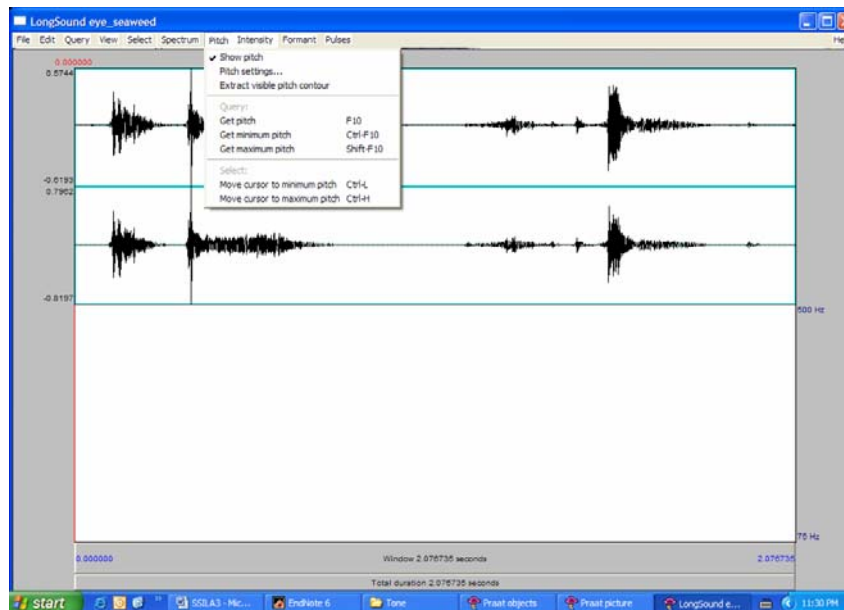 LongSound eye_seaweed
File Edit Query View Select Spectrum Pitch Intensity Formant Pulses He
0.000000
0.5744
Show pitch
Pitch settings...
Extract visible pitch contour
Query:
Get pitch F10
Get minimum pitch Ctrl-F10
Get maximum pitch Shift-F10
Select:
Move cursor to minimum pitch Ctrl-L
Move cursor to maximum pitch Ctrl-H
-0.6193
0.7962
-0.8197
500 Hz
75 Hz
0.000000 Window 2.076735 seconds 2.076735
Total duration 2.076735 seconds
start SSILA3 - Mic... EndNote 6 Tone Praat objects Praat picture LongSound e... 11:30 PM